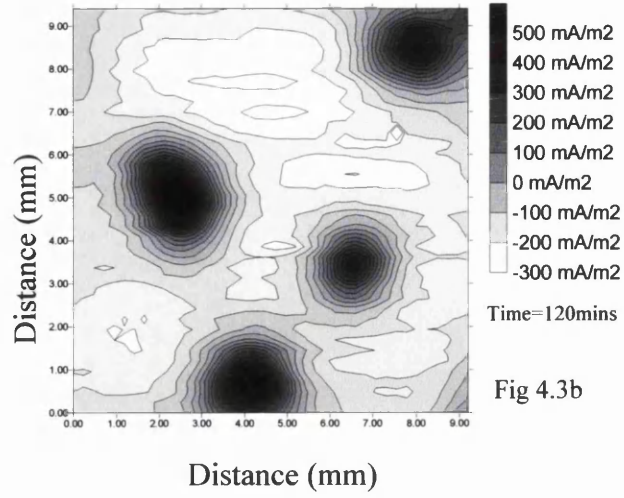 9.00
8.00
7.00
6.00
5.00
4.00
3.00
2.00
1.00
0.00
0.00 1.00 2.00 3.00 4.00 5.00 6.00 7.00 8.00 9.00
Distance (mm)
Distance (mm)
500 mA/m2
400 mA/m2
300 mA/m2
200 mA/m2
100 mA/m2
0 mA/m2
-100 mA/m2
-200 mA/m2
-300 mA/m2
Time=120mins
Fig 4.3b